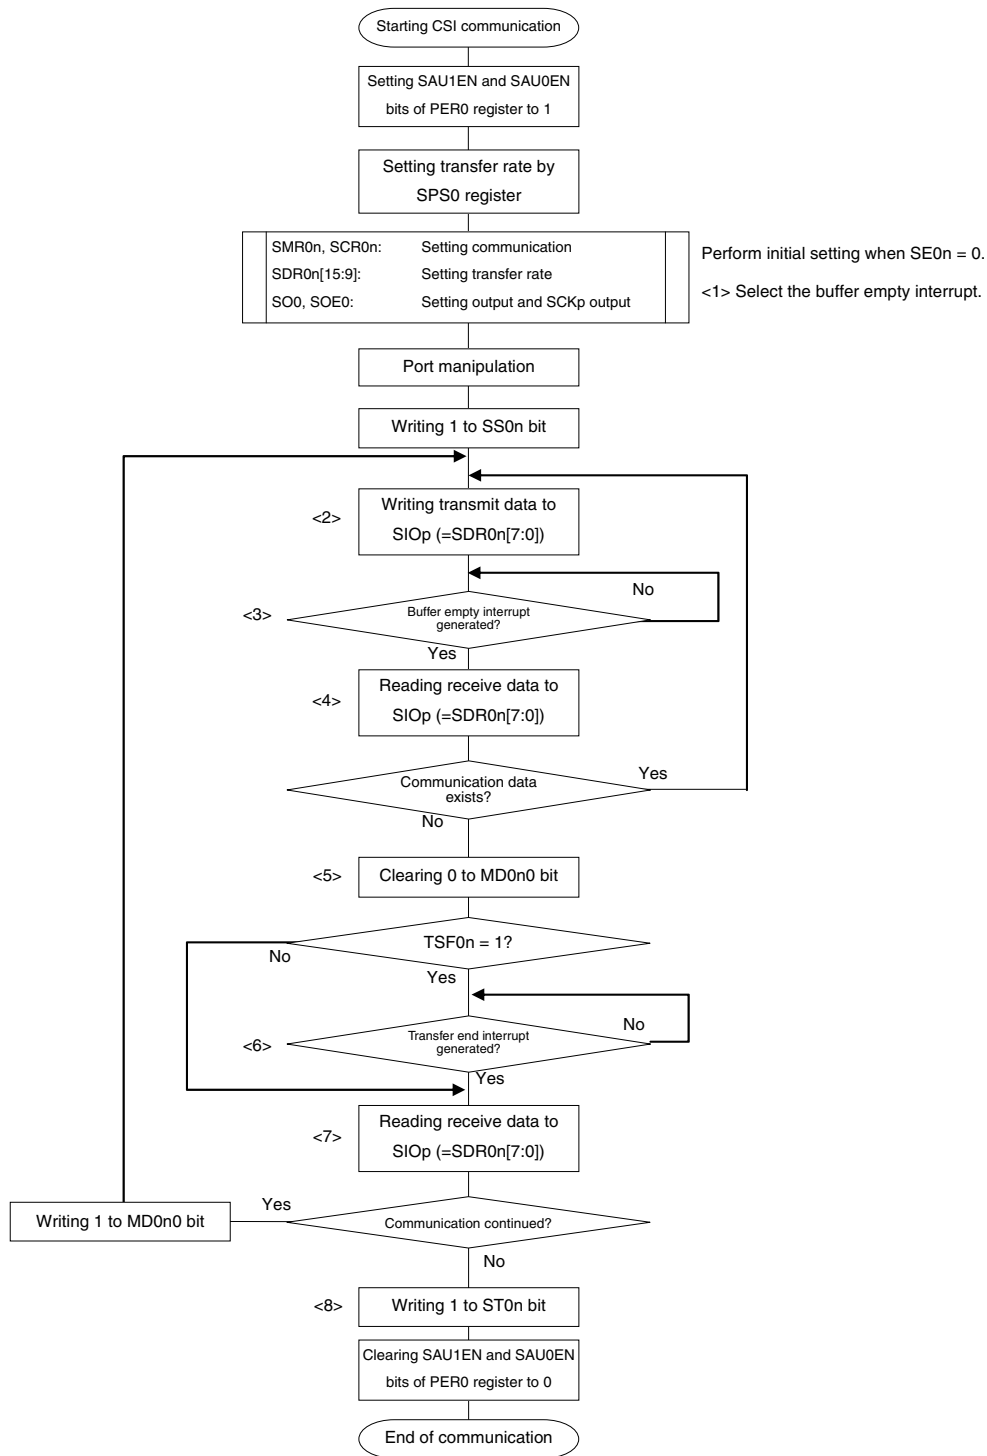 Starting CSI communication
Setting SAU1EN and SAU0EN
bits of PER0 register to 1
Setting transfer rate by
SPS0 register
SMR0n, SCR0n: Setting communication
SDR0n[15:9]: Setting transfer rate
SO0, SOE0: Setting output and SCKp output
Perform initial setting when SE0n = 0.
<1> Select the buffer empty interrupt.
Port manipulation
Writing 1 to SS0n bit
<2>
Writing transmit data to
SIOp (=SDR0n[7:0])
No
<3>
Buffer empty interrupt
generated?
Yes
<4>
Reading receive data to
SIOp (=SDR0n[7:0])
Communication data
exists?
Yes
No
<5>
Clearing 0 to MD0n0 bit
TSF0n = 1?
No
Yes
No
<6>
Transfer end interrupt
generated?
Yes
<7>
Reading receive data to
SIOp (=SDR0n[7:0])
Writing 1 to MD0n0 bit
Yes
Communication continued?
No
<8>
Writing 1 to ST0n bit
Clearing SAU1EN and SAU0EN
bits of PER0 register to 0
End of communication